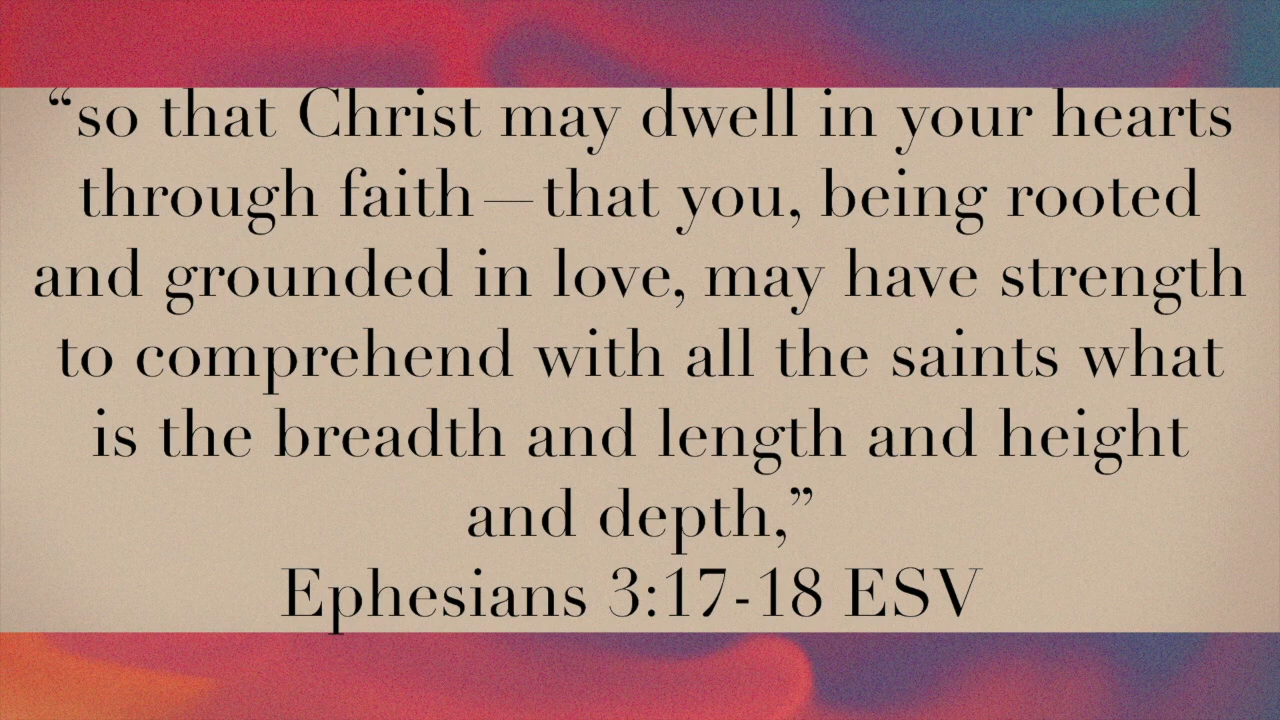 “so that Christ may dwell in your hearts
through faith—that you, being rooted
and grounded in love, may have strength
to comprehend with all the saints what
is the breadth and length and height
and depth,”
Ephesians 3:17-18 ESV